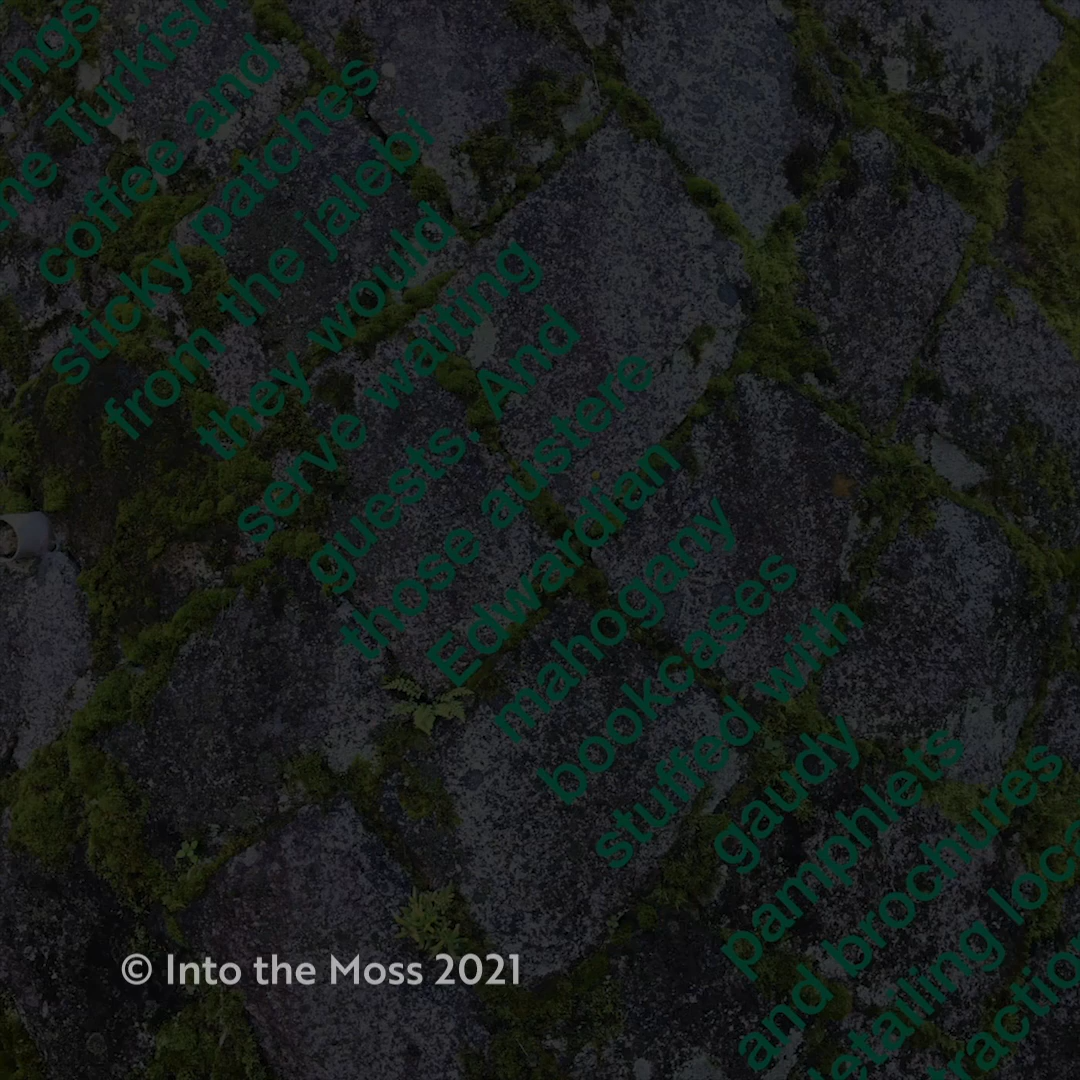 the Turkish
coffee and
sticky patches
from the jalebi
they would
serve waiting
guests. And
those austere
Edwardian
mahogany
bookcases
stuffed with
gaudy
pamphlets
and brochures
© Into the Moss 2021